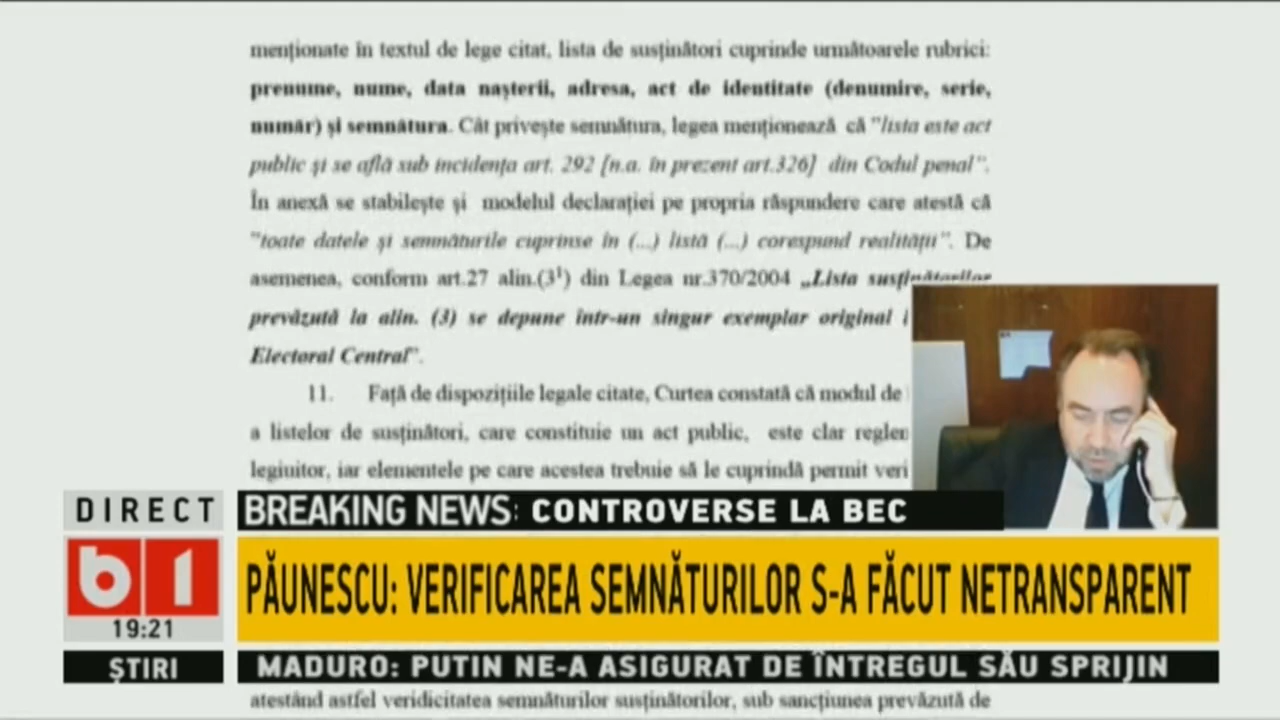 menționate în textul de lege citat, lista de susținători cuprinde următoarele rubrici:
prenume, nume, data nașterii, adresa, act de identitate (denumire, serie,
număr) și semnătura. Cât privește semnătura, legea menționează că "lista este act
public și se află sub incidența art. 292 [n.a. în prezent art.326] din Codul penal".
În anexă se stabilește și modelul declarației pe propria răspundere care atestă că
"toate datele și semnăturile cuprinse în (...) listă (...) corespund realității". De
asemenea, conform art.27 alin.(3¹) din Legea nr.370/2004 „Lista susținătorilor
prevăzută la alin. (3) se depune într-un singur exemplar original
Electoral Central".
11. Față de dispozițiile legale citate, Curtea constată că modul de
a listelor de susținători, care constituie un act public, este clar
legiuitor, iar elementele pe care acestea trebuie să le cuprindă permit
DIRECT
BREAKING NEWS: CONTROVERSE LA BEC
b1
PĂUNESCU: VERIFICAREA SEMNĂTURILOR S-A FĂCUT NETRANSPARENT
19:21
ȘTIRI
MADURO: PUTIN NE-A ASIGURAT DE ÎNTREGUL SĂU SPRIJIN
atestând astfel veridicitatea semnăturilor susținătorilor, sub sancțiunea prevăzută de